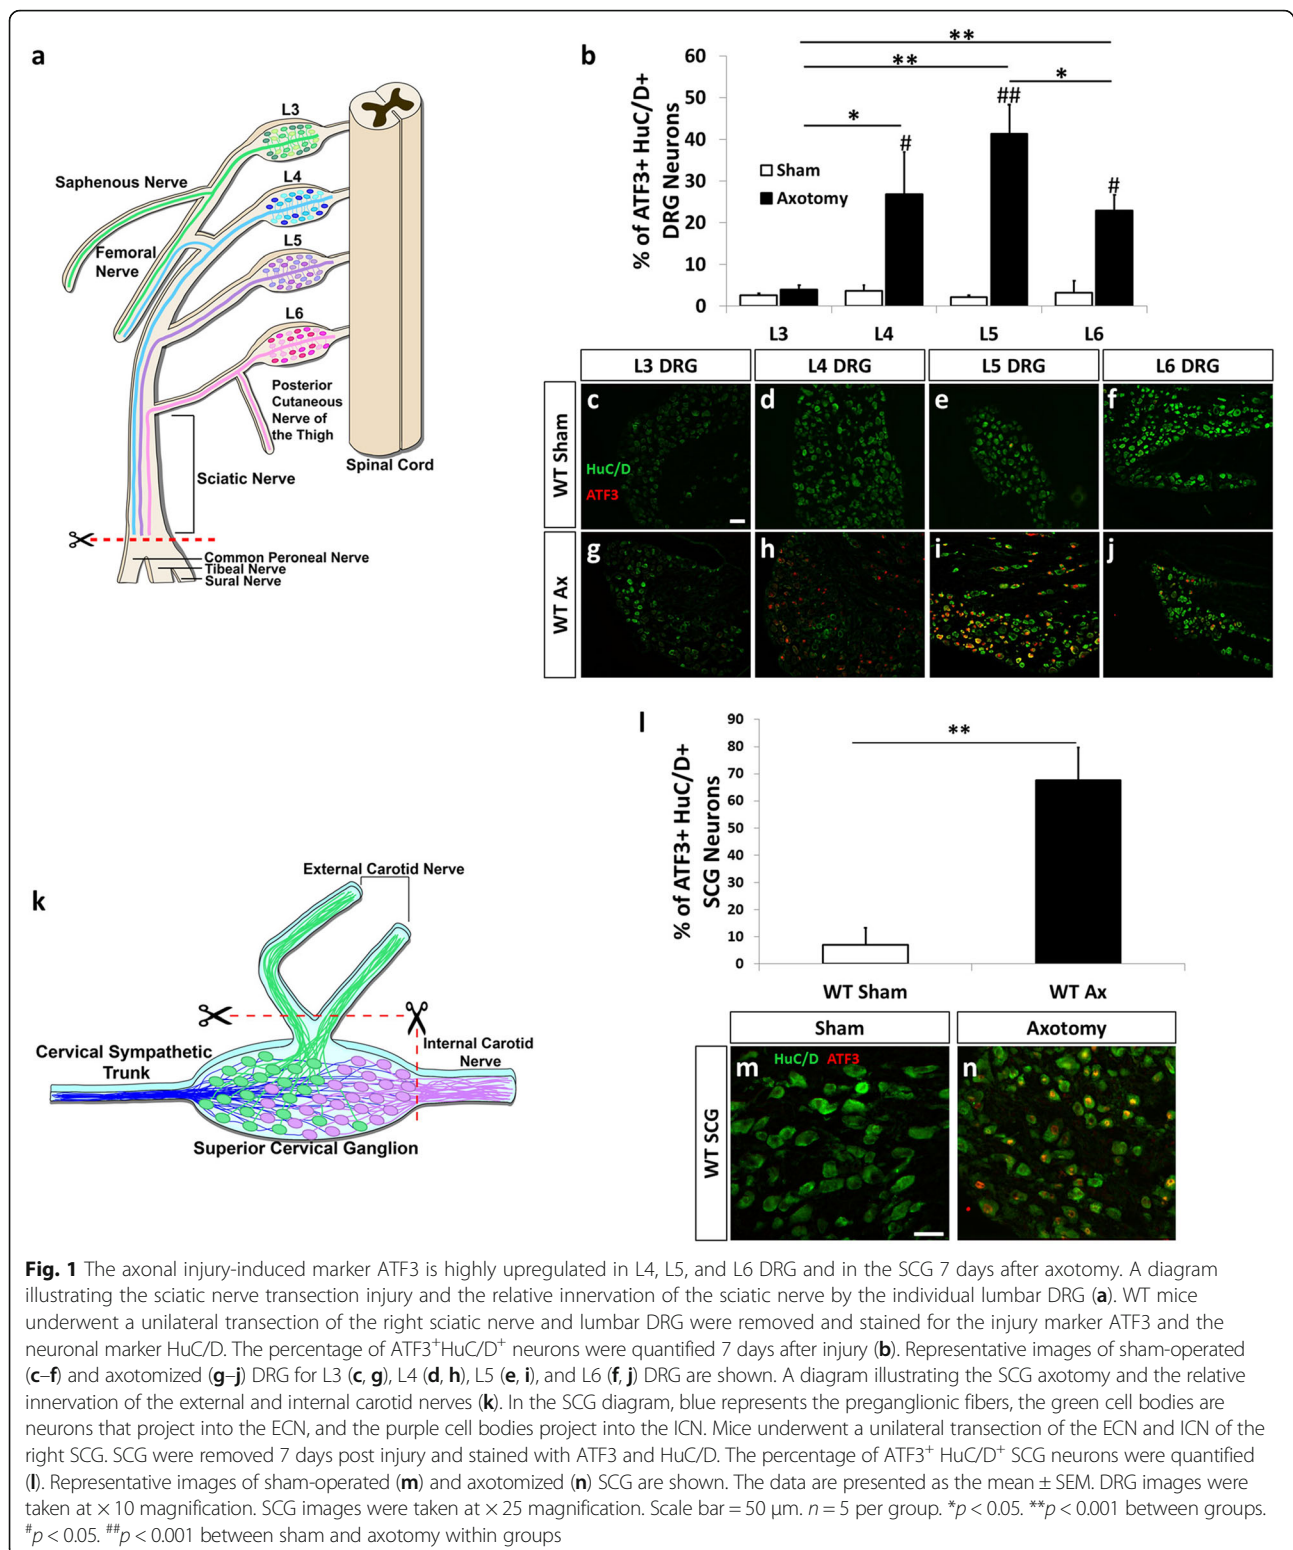 a
L3
Saphenous Nerve
L4
Femoral
Nerve
L5
L6
Posterior
Cutaneous
Nerve of
the Thigh
Spinal Cord
Sciatic Nerve
Common Peroneal Nerve
Tibeal Nerve
Sural Nerve
b
% of ATF3+ HuC/D+
DRG Neurons
60
50
40
30
20
10
0
Sham
Axotomy
**
**
*
*
#
##
#
L3 L4 L5 L6
L3 DRG L4 DRG L5 DRG L6 DRG
WT Sham
c d e f
HuC/D
ATF3
WT Ax
g h i j
k
External Carotid Nerve
Cervical Sympathetic
Trunk
Internal Carotid
Nerve
Superior Cervical Ganglion
l
% of ATF3+ HuC/D+
SCG Neurons
90
80
70
60
50
40
30
20
10
0
**
WT Sham WT Ax
Sham Axotomy
WT SCG
HuC/D ATF3
m n
Fig. 1 The axonal injury-induced marker ATF3 is highly upregulated in L4, L5, and L6 DRG and in the SCG 7 days after axotomy. A diagram
illustrating the sciatic nerve transection injury and the relative innervation of the sciatic nerve by the individual lumbar DRG (a). WT mice
underwent a unilateral transection of the right sciatic nerve and lumbar DRG were removed and stained for the injury marker ATF3 and the
neuronal marker HuC/D. The percentage of ATF3⁺HuC/D⁺ neurons were quantified 7 days after injury (b). Representative images of sham-operated
(c–f) and axotomized (g–j) DRG for L3 (c, g), L4 (d, h), L5 (e, i), and L6 (f, j) DRG are shown. A diagram illustrating the SCG axotomy and the relative
innervation of the external and internal carotid nerves (k). In the SCG diagram, blue represents the preganglionic fibers, the green cell bodies are
neurons that project into the ECN, and the purple cell bodies project into the ICN. Mice underwent a unilateral transection of the ECN and ICN of the
right SCG. SCG were removed 7 days post injury and stained with ATF3 and HuC/D. The percentage of ATF3⁺ HuC/D⁺ SCG neurons were quantified
(l). Representative images of sham-operated (m) and axotomized (n) SCG are shown. The data are presented as the mean ± SEM. DRG images were
taken at × 10 magnification. SCG images were taken at × 25 magnification. Scale bar = 50 μm. n = 5 per group. *p < 0.05. **p < 0.001 between groups.
#p < 0.05. ##p < 0.001 between sham and axotomy within groups